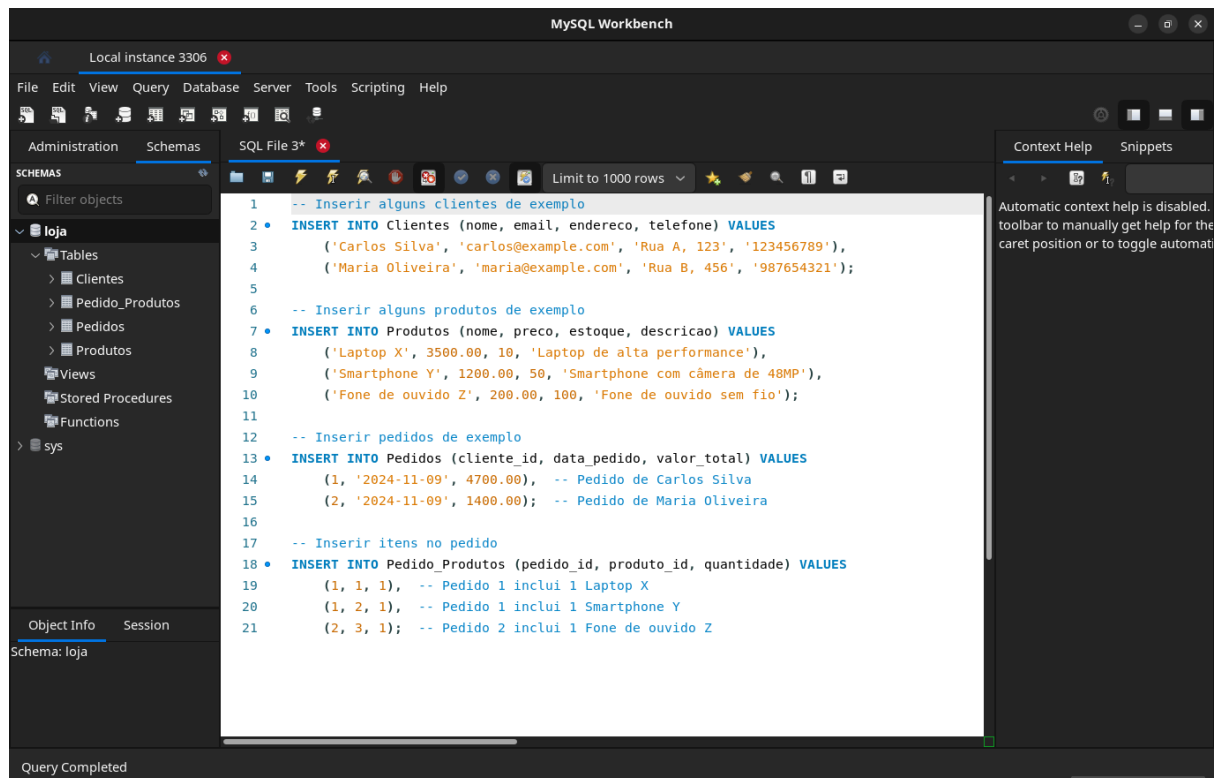 MySQL Workbench
Local instance 3306
File Edit View Query Database Server Tools Scripting Help
Administration Schemas
SQL File 3*
Context Help Snippets
SCHEMAS
Filter objects
loja
Tables
Clientes
Pedido_Produtos
Pedidos
Produtos
Views
Stored Procedures
Functions
sys
Object Info Session
Schema: loja
Limit to 1000 rows
1 -- Inserir alguns clientes de exemplo
2 INSERT INTO Clientes (nome, email, endereco, telefone) VALUES
3 ('Carlos Silva', 'carlos@example.com', 'Rua A, 123', '123456789'),
4 ('Maria Oliveira', 'maria@example.com', 'Rua B, 456', '987654321');
5
6 -- Inserir alguns produtos de exemplo
7 INSERT INTO Produtos (nome, preco, estoque, descricao) VALUES
8 ('Laptop X', 3500.00, 10, 'Laptop de alta performance'),
9 ('Smartphone Y', 1200.00, 50, 'Smartphone com câmera de 48MP'),
10 ('Fone de ouvido Z', 200.00, 100, 'Fone de ouvido sem fio');
11
12 -- Inserir pedidos de exemplo
13 INSERT INTO Pedidos (cliente_id, data_pedido, valor_total) VALUES
14 (1, '2024-11-09', 4700.00), -- Pedido de Carlos Silva
15 (2, '2024-11-09', 1400.00); -- Pedido de Maria Oliveira
16
17 -- Inserir itens no pedido
18 INSERT INTO Pedido_Produtos (pedido_id, produto_id, quantidade) VALUES
19 (1, 1, 1), -- Pedido 1 inclui 1 Laptop X
20 (1, 2, 1), -- Pedido 1 inclui 1 Smartphone Y
21 (2, 3, 1); -- Pedido 2 inclui 1 Fone de ouvido Z
Automatic context help is disabled.
toolbar to manually get help for the
caret position or to toggle automati
Query Completed